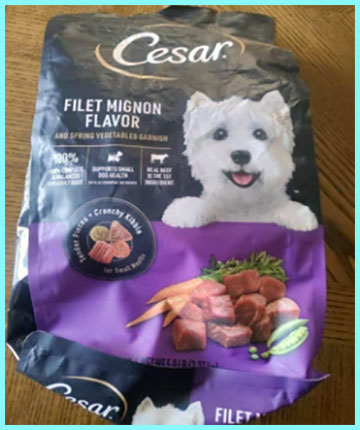 Cesar
FILET MIGNON
FLAVOR
AND SPRING VEGETABLES GARNISH
100%
SUPPORTS SMALL
DOG HEALTH
REAL BEEF
IS THE 1ST
INGREDIENT
Tender Pieces + Crunchy Kibble
for Small Mouths
Cesar
FILET